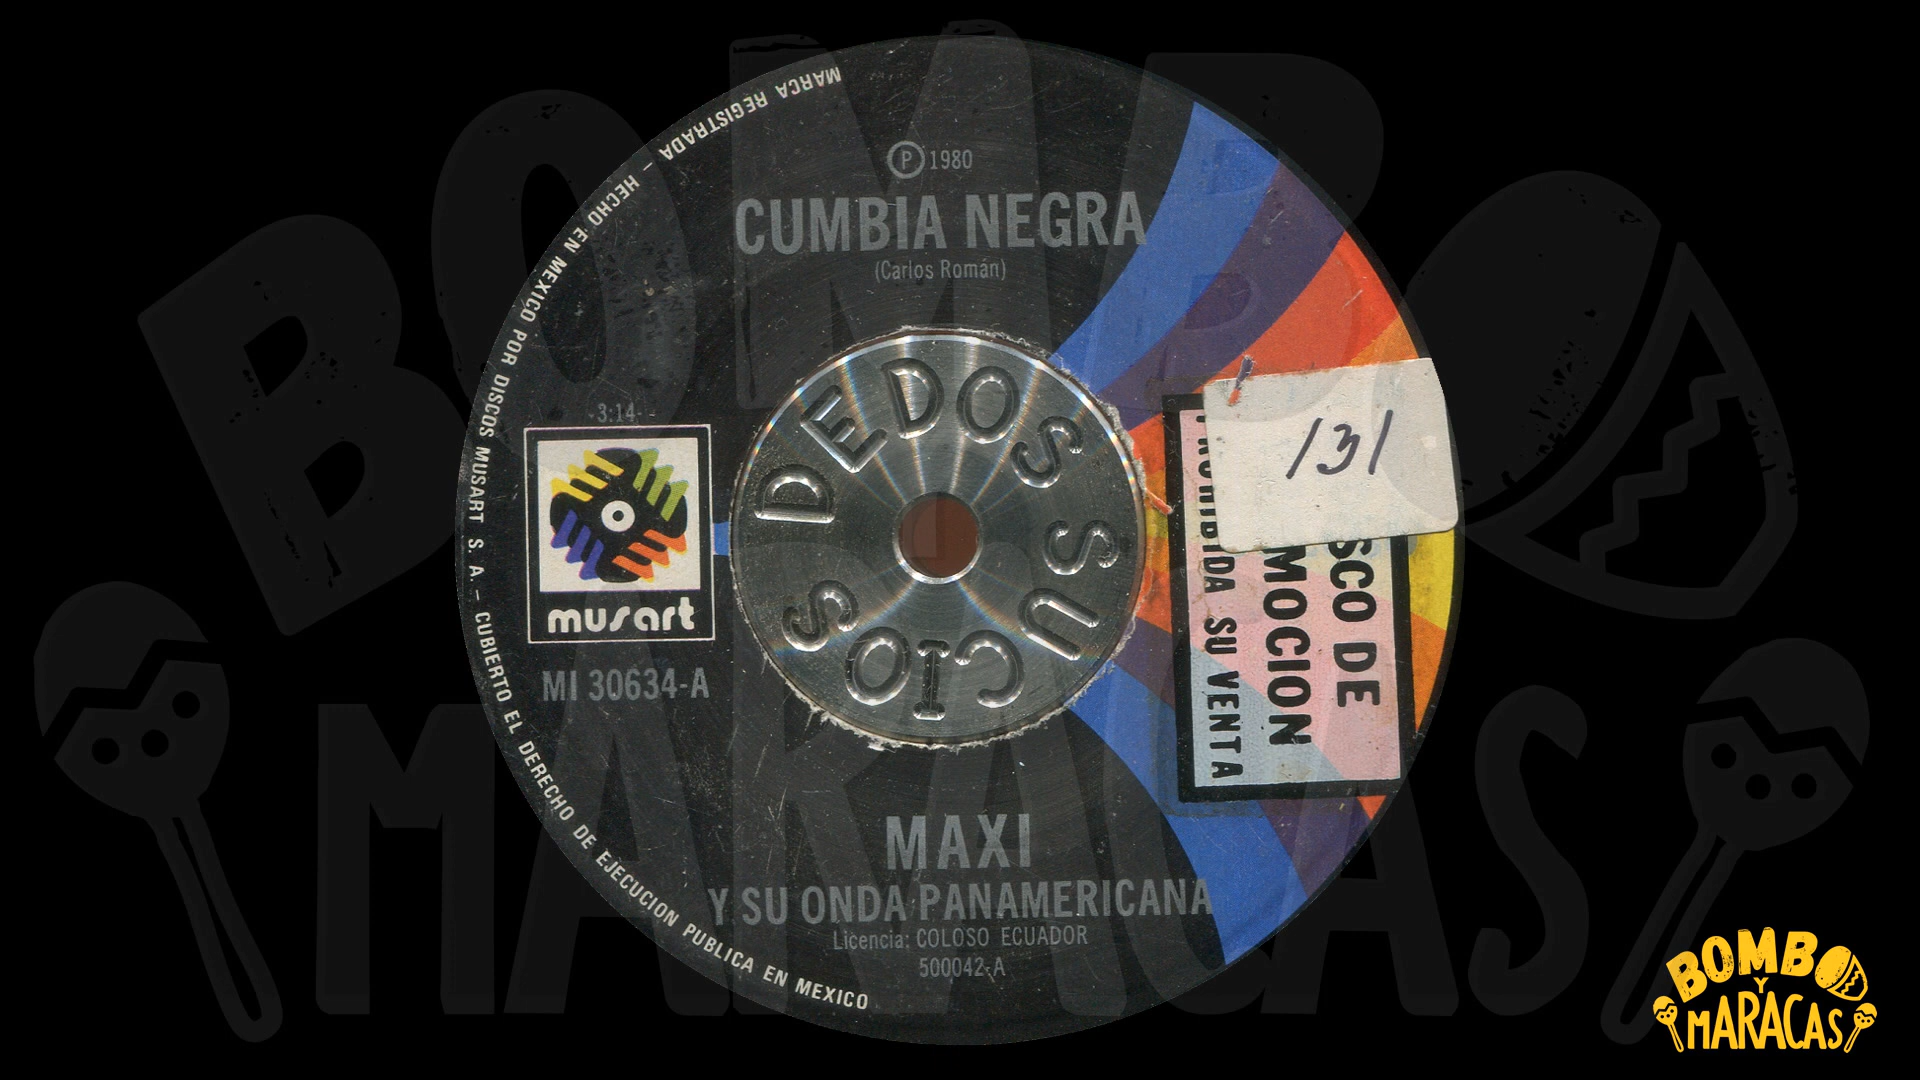 MARCA REGISTRADA - HECHO EN MEXICO POR DISCOS MUSART S. A. - CUBIERTO EL DERECHO DE EJECUCION PUBLICA EN MEXICO
Ⓟ 1980
CUMBIA NEGRA
(Carlos Román)
-3:14-
musart
MI 30634-A
DEDOS SUCIOS
131
SCO DE
MOCION
SU VENTA
MAXI
Y SU ONDA PANAMERICANA
Licencia: COLOSO ECUADOR
500042-A
BOMBO
Y
MARACAS
BOMBO
Y
MARACAS